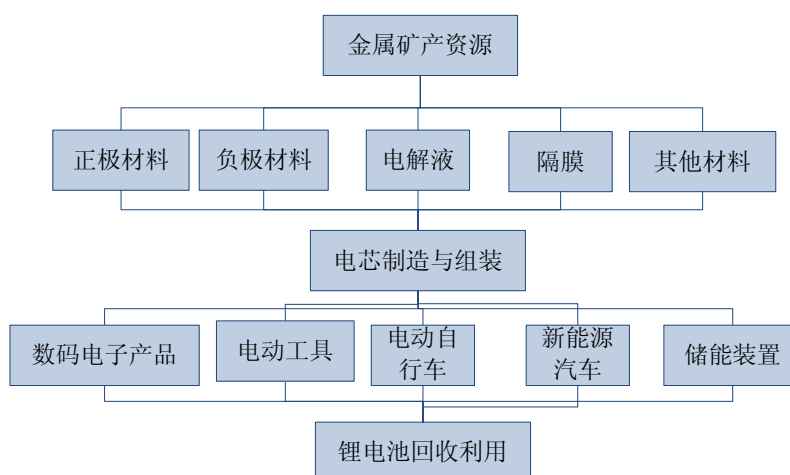 金属矿产资源
正极材料
负极材料
电解液
隔膜
其他材料
电芯制造与组装
数码电子产品
电动工具
电动自
行车
新能源
汽车
储能装置
锂电池回收利用